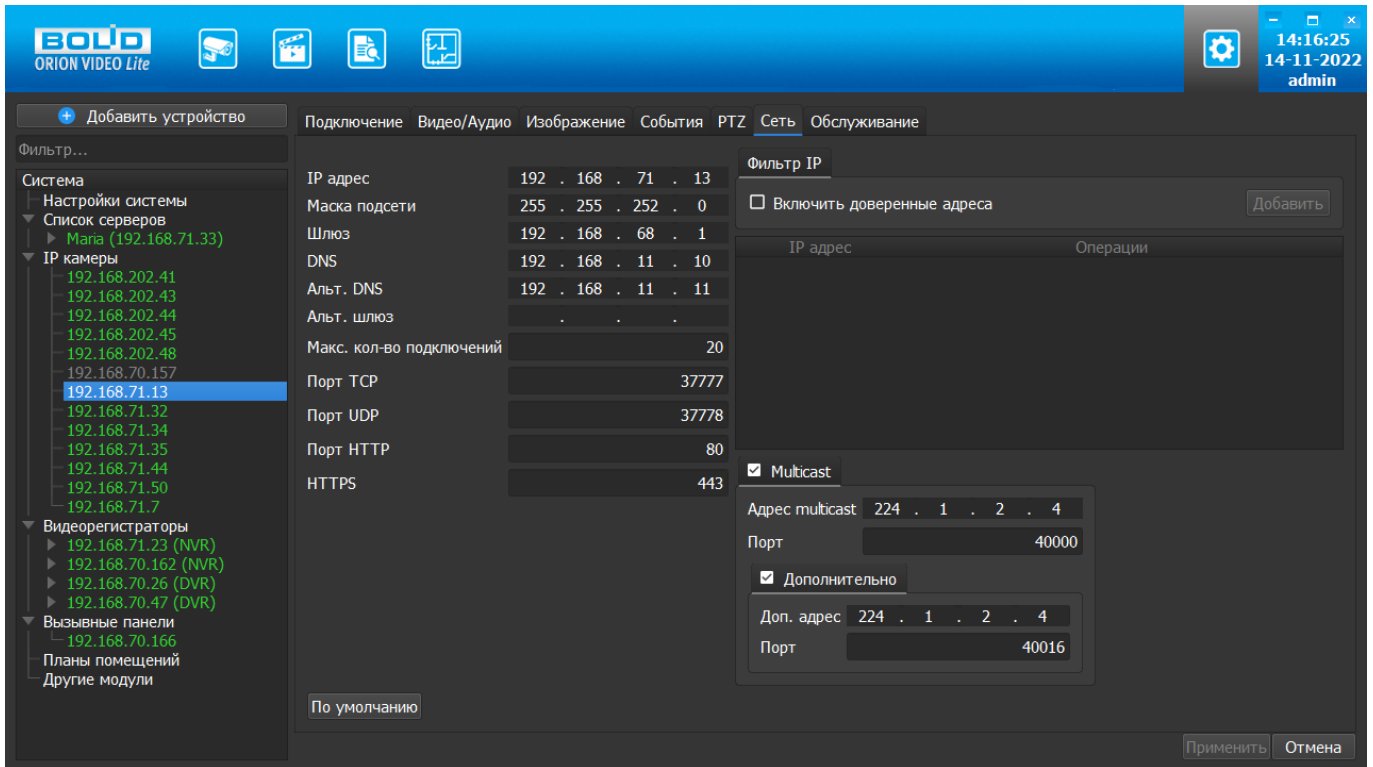 BOLID
ORION VIDEO Lite
14:16:25
14-11-2022
admin
Добавить устройство
Фильтр...
Система
Настройки системы
Список серверов
Maria (192.168.71.33)
IP камеры
192.168.202.41
192.168.202.43
192.168.202.44
192.168.202.45
192.168.202.48
192.168.70.157
192.168.71.13
192.168.71.32
192.168.71.34
192.168.71.35
192.168.71.44
192.168.71.50
192.168.71.7
Видеорегистраторы
192.168.71.23 (NVR)
192.168.70.162 (NVR)
192.168.70.26 (DVR)
192.168.70.47 (DVR)
Вызывные панели
192.168.70.166
Планы помещений
Другие модули
Подключение Видео/Аудио Изображение События PTZ Сеть Обслуживание
IP адрес 192 . 168 . 71 . 13
Маска подсети 255 . 255 . 252 . 0
Шлюз 192 . 168 . 68 . 1
DNS 192 . 168 . 11 . 10
Альт. DNS 192 . 168 . 11 . 11
Альт. шлюз . . .
Макс. кол-во подключений 20
Порт TCP 37777
Порт UDP 37778
Порт HTTP 80
HTTPS 443
По умолчанию
Фильтр IP
Включить доверенные адреса Добавить
IP адрес Операции
Multicast
Адрес multicast 224 . 1 . 2 . 4
Порт 40000
Дополнительно
Доп. адрес 224 . 1 . 2 . 4
Порт 40016
Применить Отмена